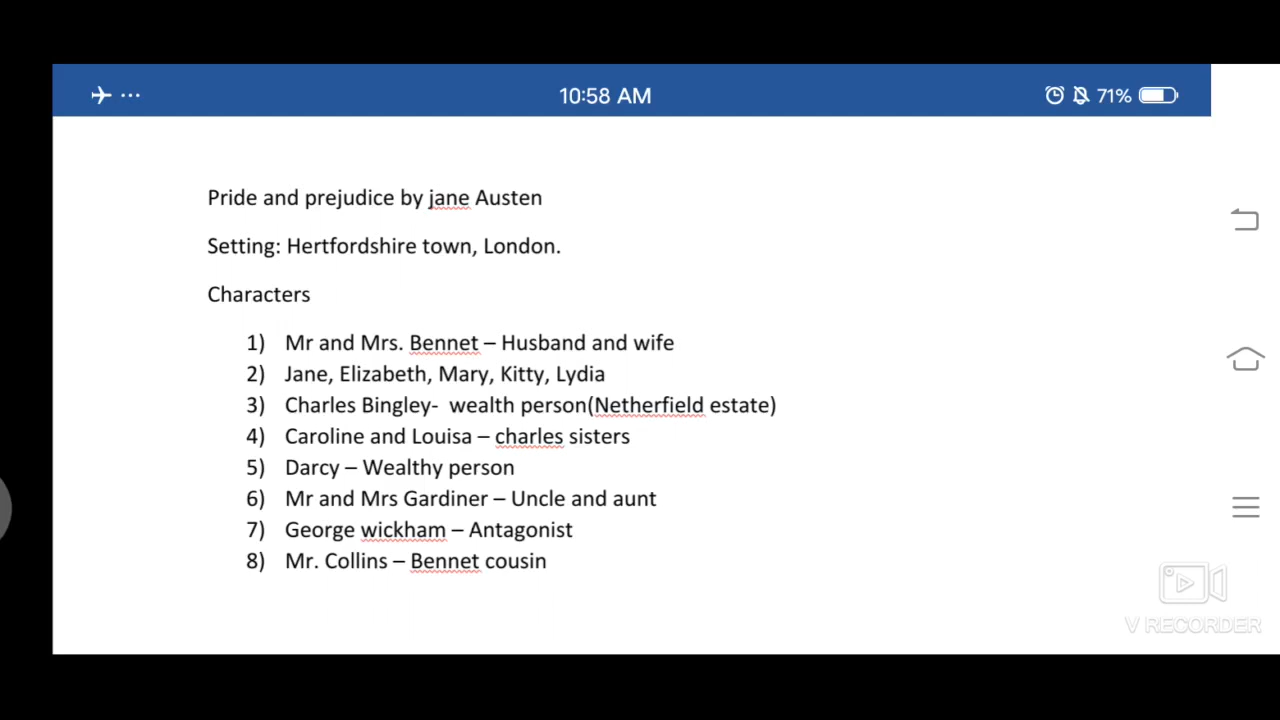 10:58 AM
71%
Pride and prejudice by jane Austen
Setting: Hertfordshire town, London.
Characters
1) Mr and Mrs. Bennet – Husband and wife
2) Jane, Elizabeth, Mary, Kitty, Lydia
3) Charles Bingley-  wealth person(Netherfield estate)
4) Caroline and Louisa – charles sisters
5) Darcy – Wealthy person
6) Mr and Mrs Gardiner – Uncle and aunt
7) George wickham – Antagonist
8) Mr. Collins – Bennet cousin
V RECORDER